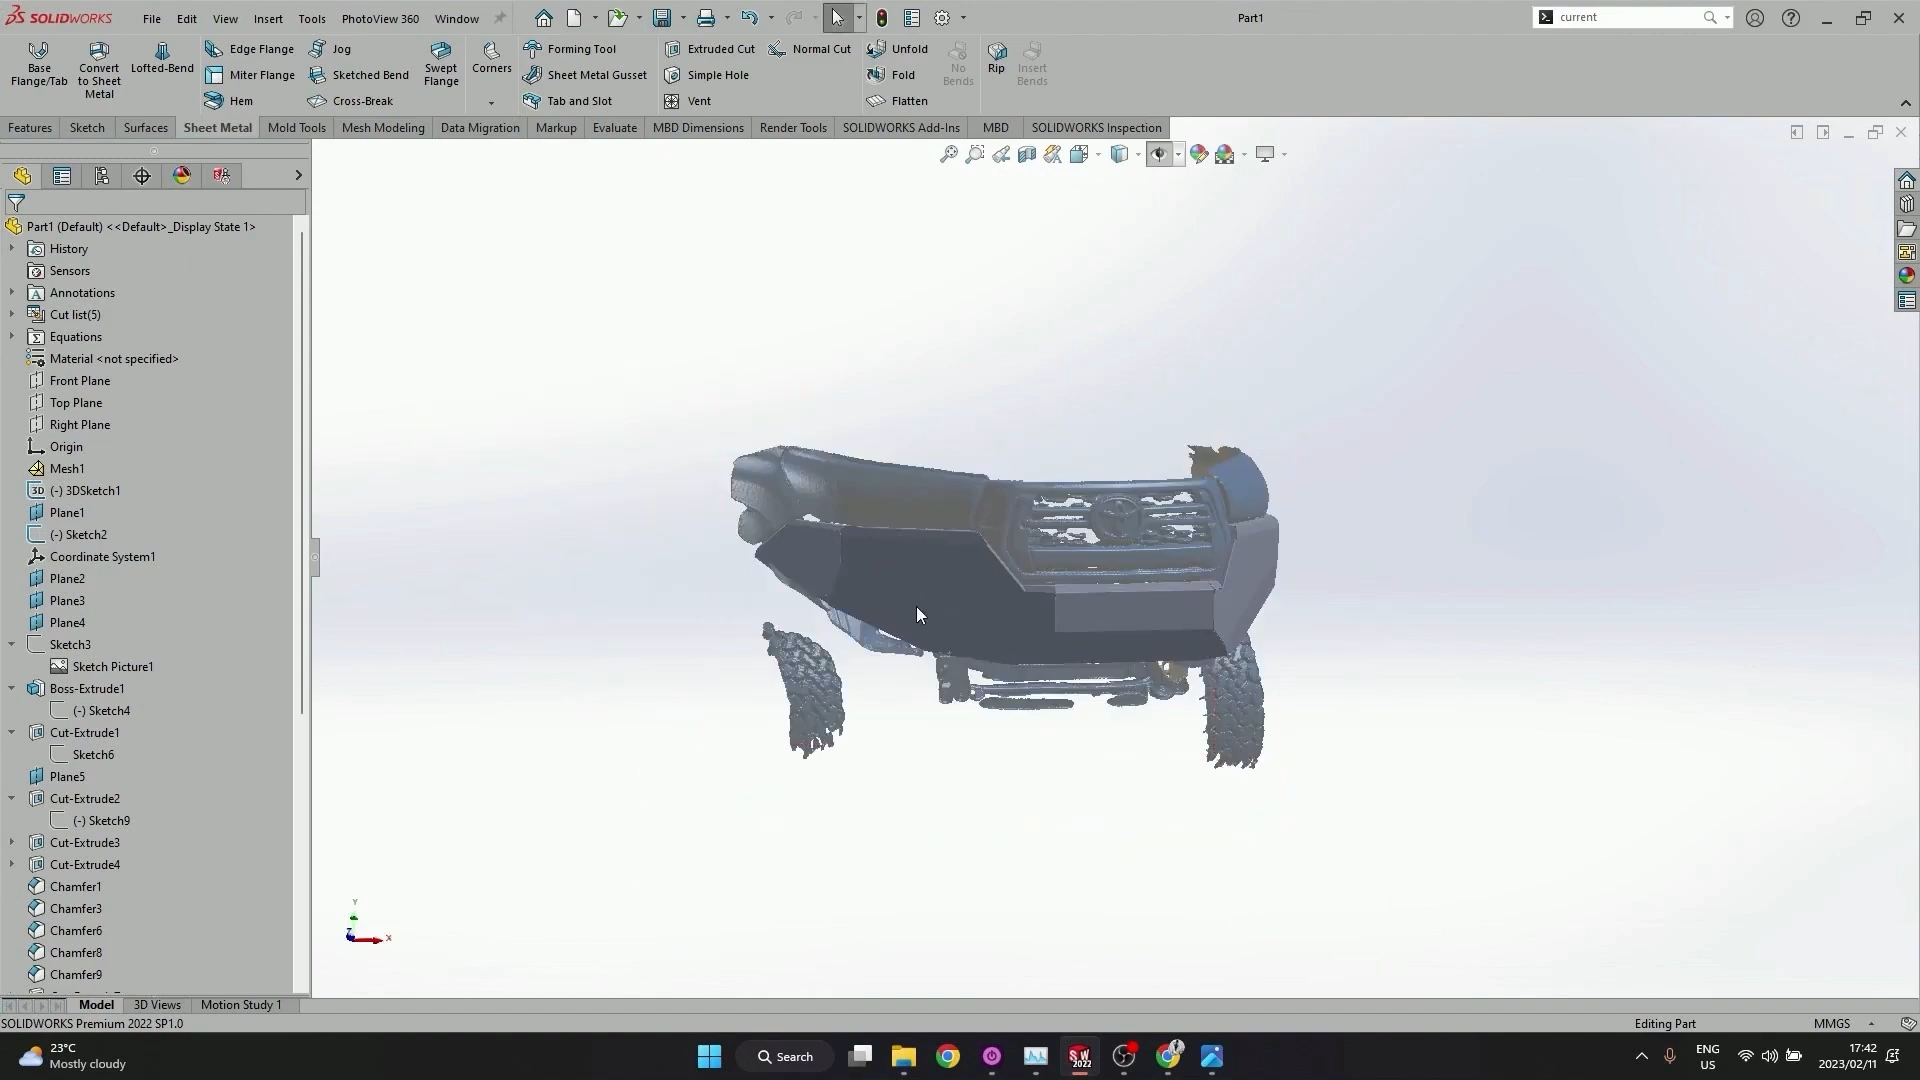 SOLIDWORKS File Edit View Insert Tools PhotoView 360 Window Part1 current
Edge Flange Jog Forming Tool Extruded Cut Normal Cut Unfold
Base Flange/Tab Convert to Sheet Metal Lofted-Bend Miter Flange Sketched Bend Swept Flange Corners Sheet Metal Gusset Simple Hole Fold No Bends Rip Insert Bends
Hem Cross-Break Tab and Slot Vent Flatten
Features Sketch Surfaces Sheet Metal Mold Tools Mesh Modeling Data Migration Markup Evaluate MBD Dimensions Render Tools SOLIDWORKS Add-Ins MBD SOLIDWORKS Inspection
Part1 (Default) <<Default>_Display State 1>
History
Sensors
Annotations
Cut list(5)
Equations
Material <not specified>
Front Plane
Top Plane
Right Plane
Origin
Mesh1
3D (-) 3DSketch1
Plane1
(-) Sketch2
Coordinate System1
Plane2
Plane3
Plane4
Sketch3
Sketch Picture1
Boss-Extrude1
(-) Sketch4
Cut-Extrude1
Sketch6
Plane5
Cut-Extrude2
(-) Sketch9
Cut-Extrude3
Cut-Extrude4
Chamfer1
Chamfer3
Chamfer6
Chamfer8
Chamfer9
Y
Z
X
Model 3D Views Motion Study 1
SOLIDWORKS Premium 2022 SP1.0 Editing Part MMGS
23°C
Mostly cloudy
Search
SW
2022
ENG
US
17:42
2023/02/11